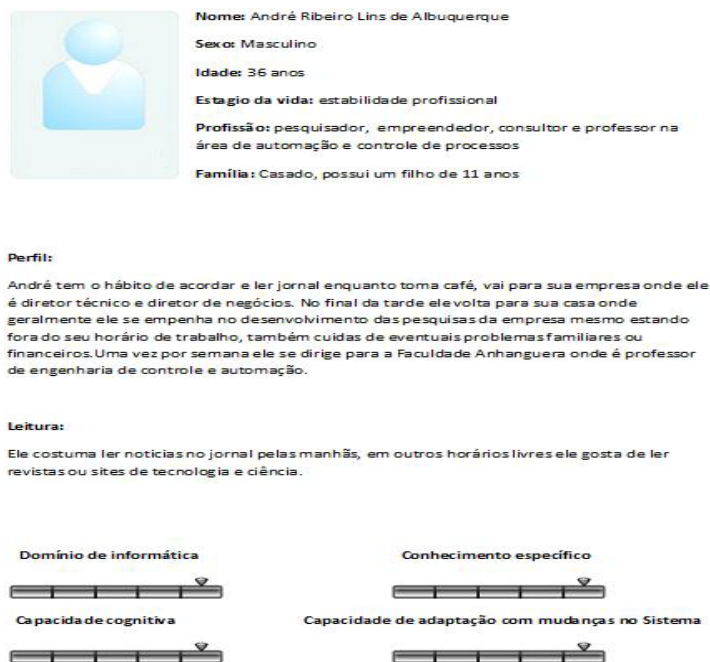 Nome: André Ribeiro Lins de Albuquerque
Sexo: Masculino
Idade: 36 anos
Estagio da vida: estabilidade profissional
Profissão: pesquisador, empreendedor, consultor e professor na
área de automação e controle de processos
Família: Casado, possui um filho de 11 anos
Perfil:
André tem o hábito de acordar e ler jornal enquanto toma café, vai para sua empresa onde ele
é diretor técnico e diretor de negócios. No final da tarde ele volta para sua casa onde
geralmente ele se empenha no desenvolvimento das pesquisas da empresa mesmo estando
fora do seu horário de trabalho, também cuidas de eventuais problemas familiares ou
financeiros. Uma vez por semana ele se dirige para a Faculdade Anhanguera onde é professor
de engenharia de controle e automação.
Leitura:
Ele costuma ler noticias no jornal pelas manhãs, em outros horários livres ele gosta de ler
revistas ou sites de tecnologia e ciência.
Domínio de informática
Conhecimento específico
Capacidade cognitiva
Capacidade de adaptação com mudanças no Sistema